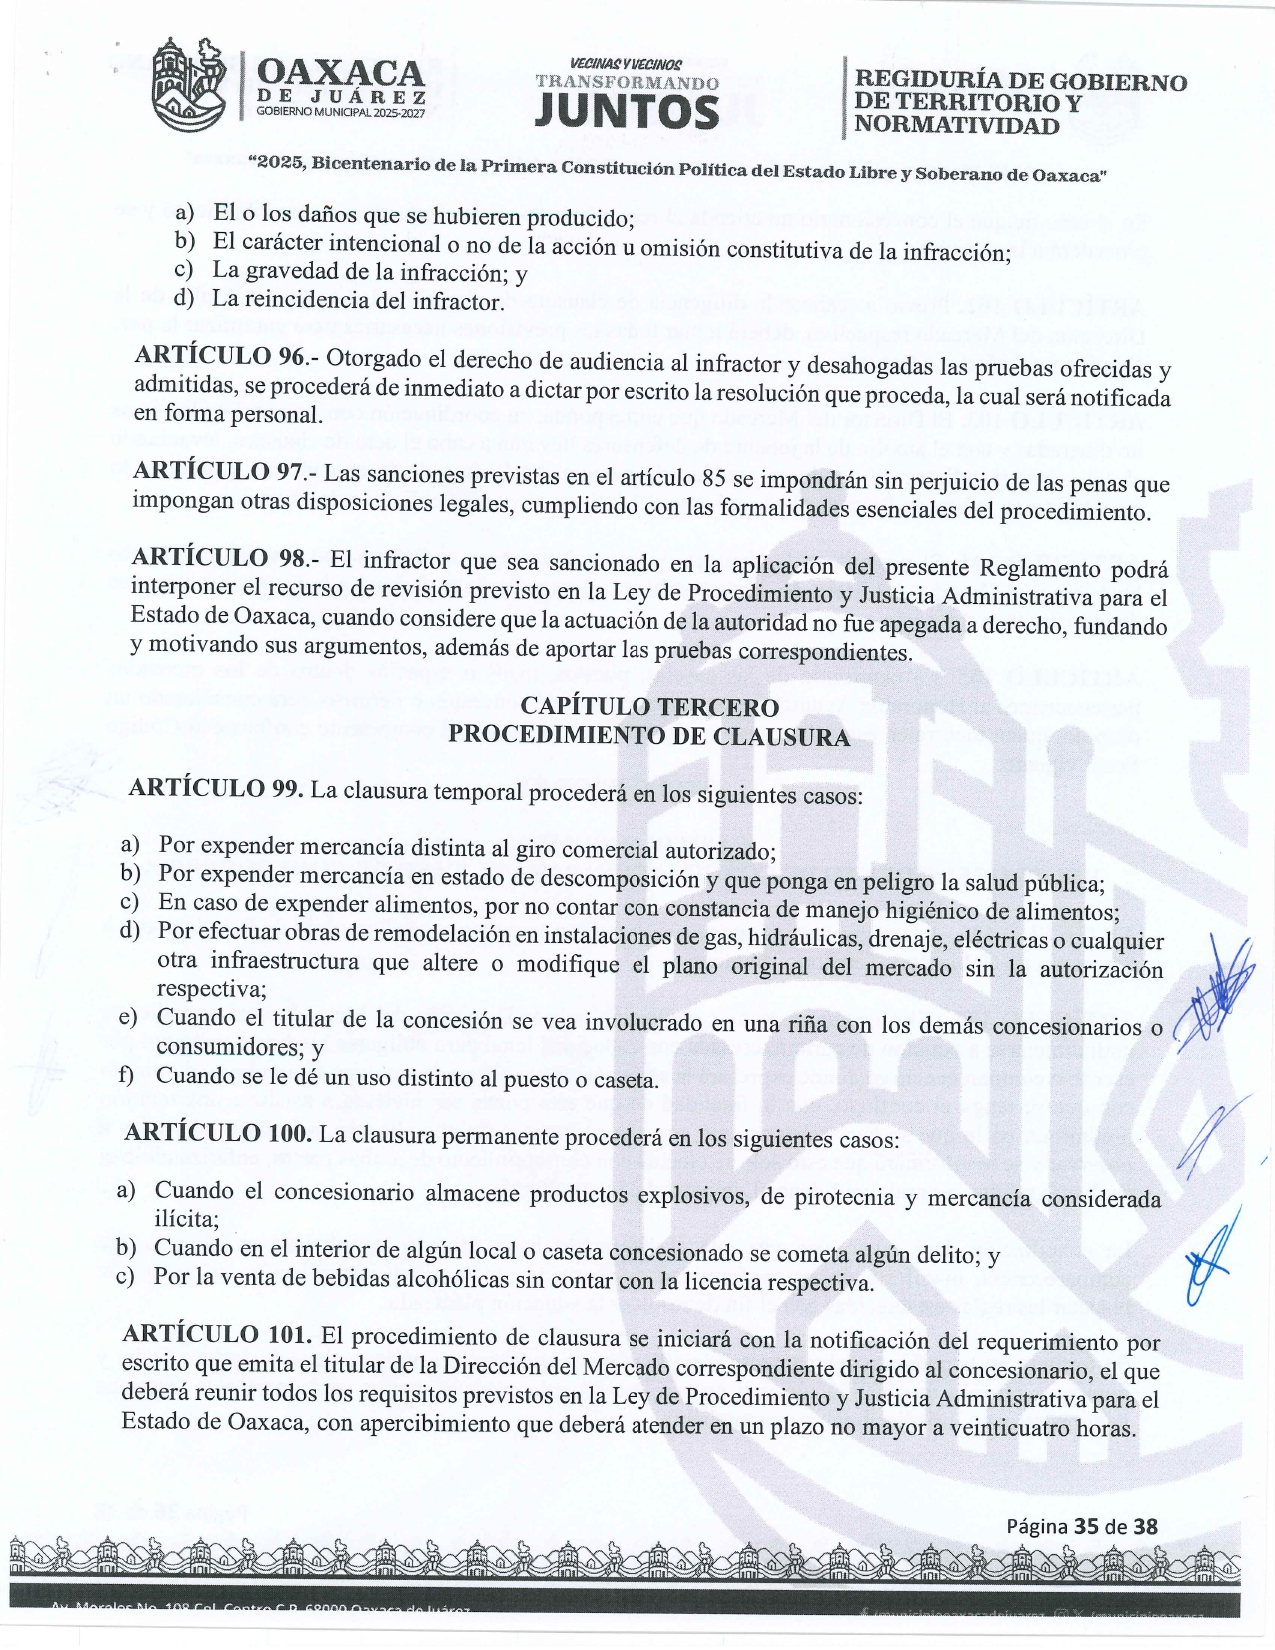 OAXACA
DE JUÁREZ
GOBIERNO MUNICIPAL 2025-2027
VECINAS Y VECINOS
TRANSFORMANDO
JUNTOS
REGIDURÍA DE GOBIERNO
DE TERRITORIO Y
NORMATIVIDAD
"2025, Bicentenario de la Primera Constitución Política del Estado Libre y Soberano de Oaxaca"
a) El o los daños que se hubieren producido;
b) El carácter intencional o no de la acción u omisión constitutiva de la infracción;
c) La gravedad de la infracción; y
d) La reincidencia del infractor.
ARTÍCULO 96.- Otorgado el derecho de audiencia al infractor y desahogadas las pruebas ofrecidas y
admitidas, se procederá de inmediato a dictar por escrito la resolución que proceda, la cual será notificada
en forma personal.
ARTÍCULO 97.- Las sanciones previstas en el artículo 85 se impondrán sin perjuicio de las penas que
impongan otras disposiciones legales, cumpliendo con las formalidades esenciales del procedimiento.
ARTÍCULO 98.- El infractor que sea sancionado en la aplicación del presente Reglamento podrá
interponer el recurso de revisión previsto en la Ley de Procedimiento y Justicia Administrativa para el
Estado de Oaxaca, cuando considere que la actuación de la autoridad no fue apegada a derecho, fundando
y motivando sus argumentos, además de aportar las pruebas correspondientes.
CAPÍTULO TERCERO
PROCEDIMIENTO DE CLAUSURA
ARTÍCULO 99. La clausura temporal procederá en los siguientes casos:
a) Por expender mercancía distinta al giro comercial autorizado;
b) Por expender mercancía en estado de descomposición y que ponga en peligro la salud pública;
c) En caso de expender alimentos, por no contar con constancia de manejo higiénico de alimentos;
d) Por efectuar obras de remodelación en instalaciones de gas, hidráulicas, drenaje, eléctricas o cualquier
otra infraestructura que altere o modifique el plano original del mercado sin la autorización
respectiva;
e) Cuando el titular de la concesión se vea involucrado en una riña con los demás concesionarios o
consumidores; y
f) Cuando se le dé un uso distinto al puesto o caseta.
ARTÍCULO 100. La clausura permanente procederá en los siguientes casos:
a) Cuando el concesionario almacene productos explosivos, de pirotecnia y mercancía considerada
ilícita;
b) Cuando en el interior de algún local o caseta concesionado se cometa algún delito; y
c) Por la venta de bebidas alcohólicas sin contar con la licencia respectiva.
ARTÍCULO 101. El procedimiento de clausura se iniciará con la notificación del requerimiento por
escrito que emita el titular de la Dirección del Mercado correspondiente dirigido al concesionario, el que
deberá reunir todos los requisitos previstos en la Ley de Procedimiento y Justicia Administrativa para el
Estado de Oaxaca, con apercibimiento que deberá atender en un plazo no mayor a veinticuatro horas.
Página 35 de 38
Av. Morelos No. 108 Col. Centro C.P. 68000 Oaxaca de Juárez